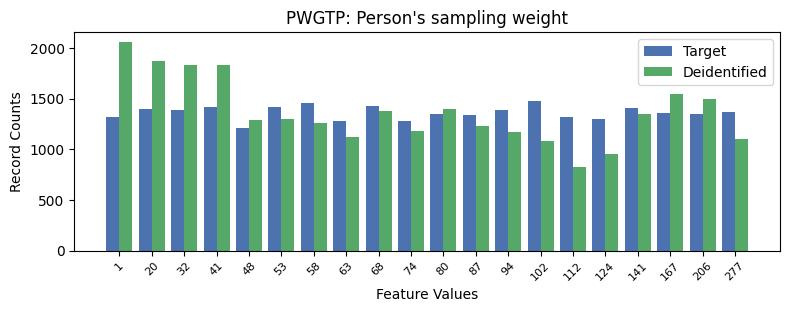 PWGTP: Person's sampling weight
Target
Deidentified
Record Counts
2000
1500
1000
500
0
1 20 32 41 48 53 58 63 68 74 80 87 94 102 112 124 141 167 206 277
Feature Values